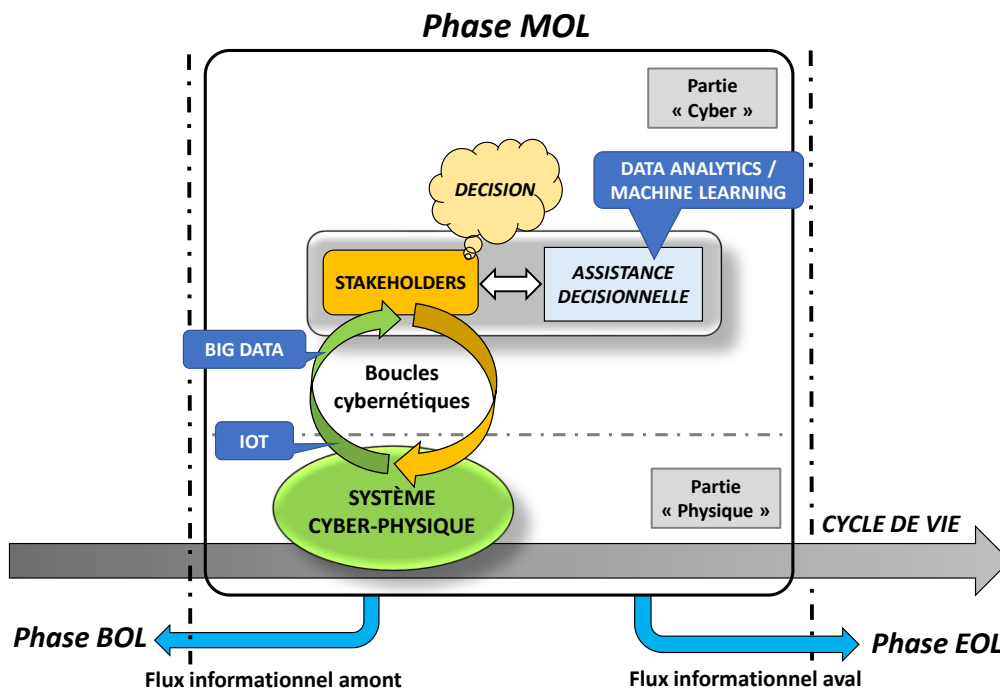 Phase MOL
Partie
« Cyber »
DATA ANALYTICS /
MACHINE LEARNING
DECISION
STAKEHOLDERS
ASSISTANCE
DECISIONNELLE
BIG DATA
Boucles
cybernétiques
IOT
SYSTÈME
CYBER-PHYSIQUE
Partie
« Physique »
CYCLE DE VIE
Phase BOL
Phase EOL
Flux informationnel amont
Flux informationnel aval